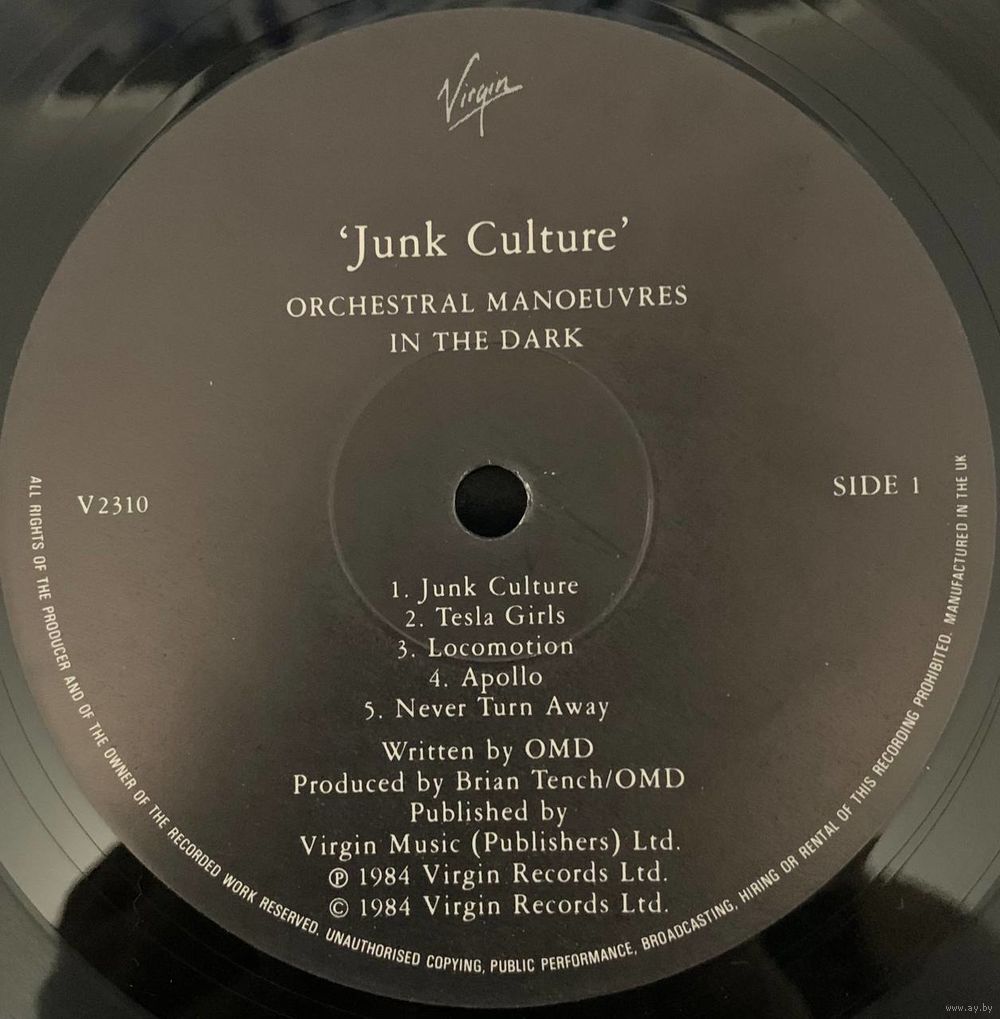 Virgin
‘Junk Culture’
ORCHESTRAL MANOEUVRES
IN THE DARK
V2310
SIDE 1
1. Junk Culture
2. Tesla Girls
3. Locomotion
4. Apollo
5. Never Turn Away
Written by OMD
Produced by Brian Tench/OMD
Published by
Virgin Music (Publishers) Ltd.
℗ 1984 Virgin Records Ltd.
© 1984 Virgin Records Ltd.
ALL RIGHTS OF THE PRODUCER AND OF THE OWNER OF THE RECORDED WORK RESERVED. UNAUTHORISED COPYING, PUBLIC PERFORMANCE, BROADCASTING, HIRING OR RENTAL OF THIS RECORDING PROHIBITED. MANUFACTURED IN THE UK
www.ay.by